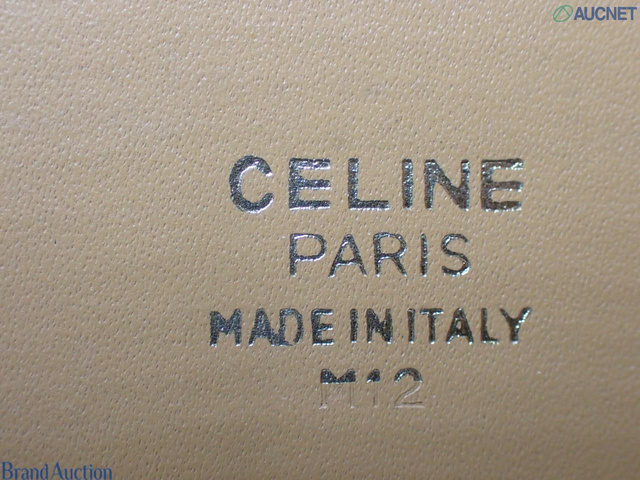 AUCNET
CELINE
PARIS
MADE IN ITALY
M12
Brand Auction